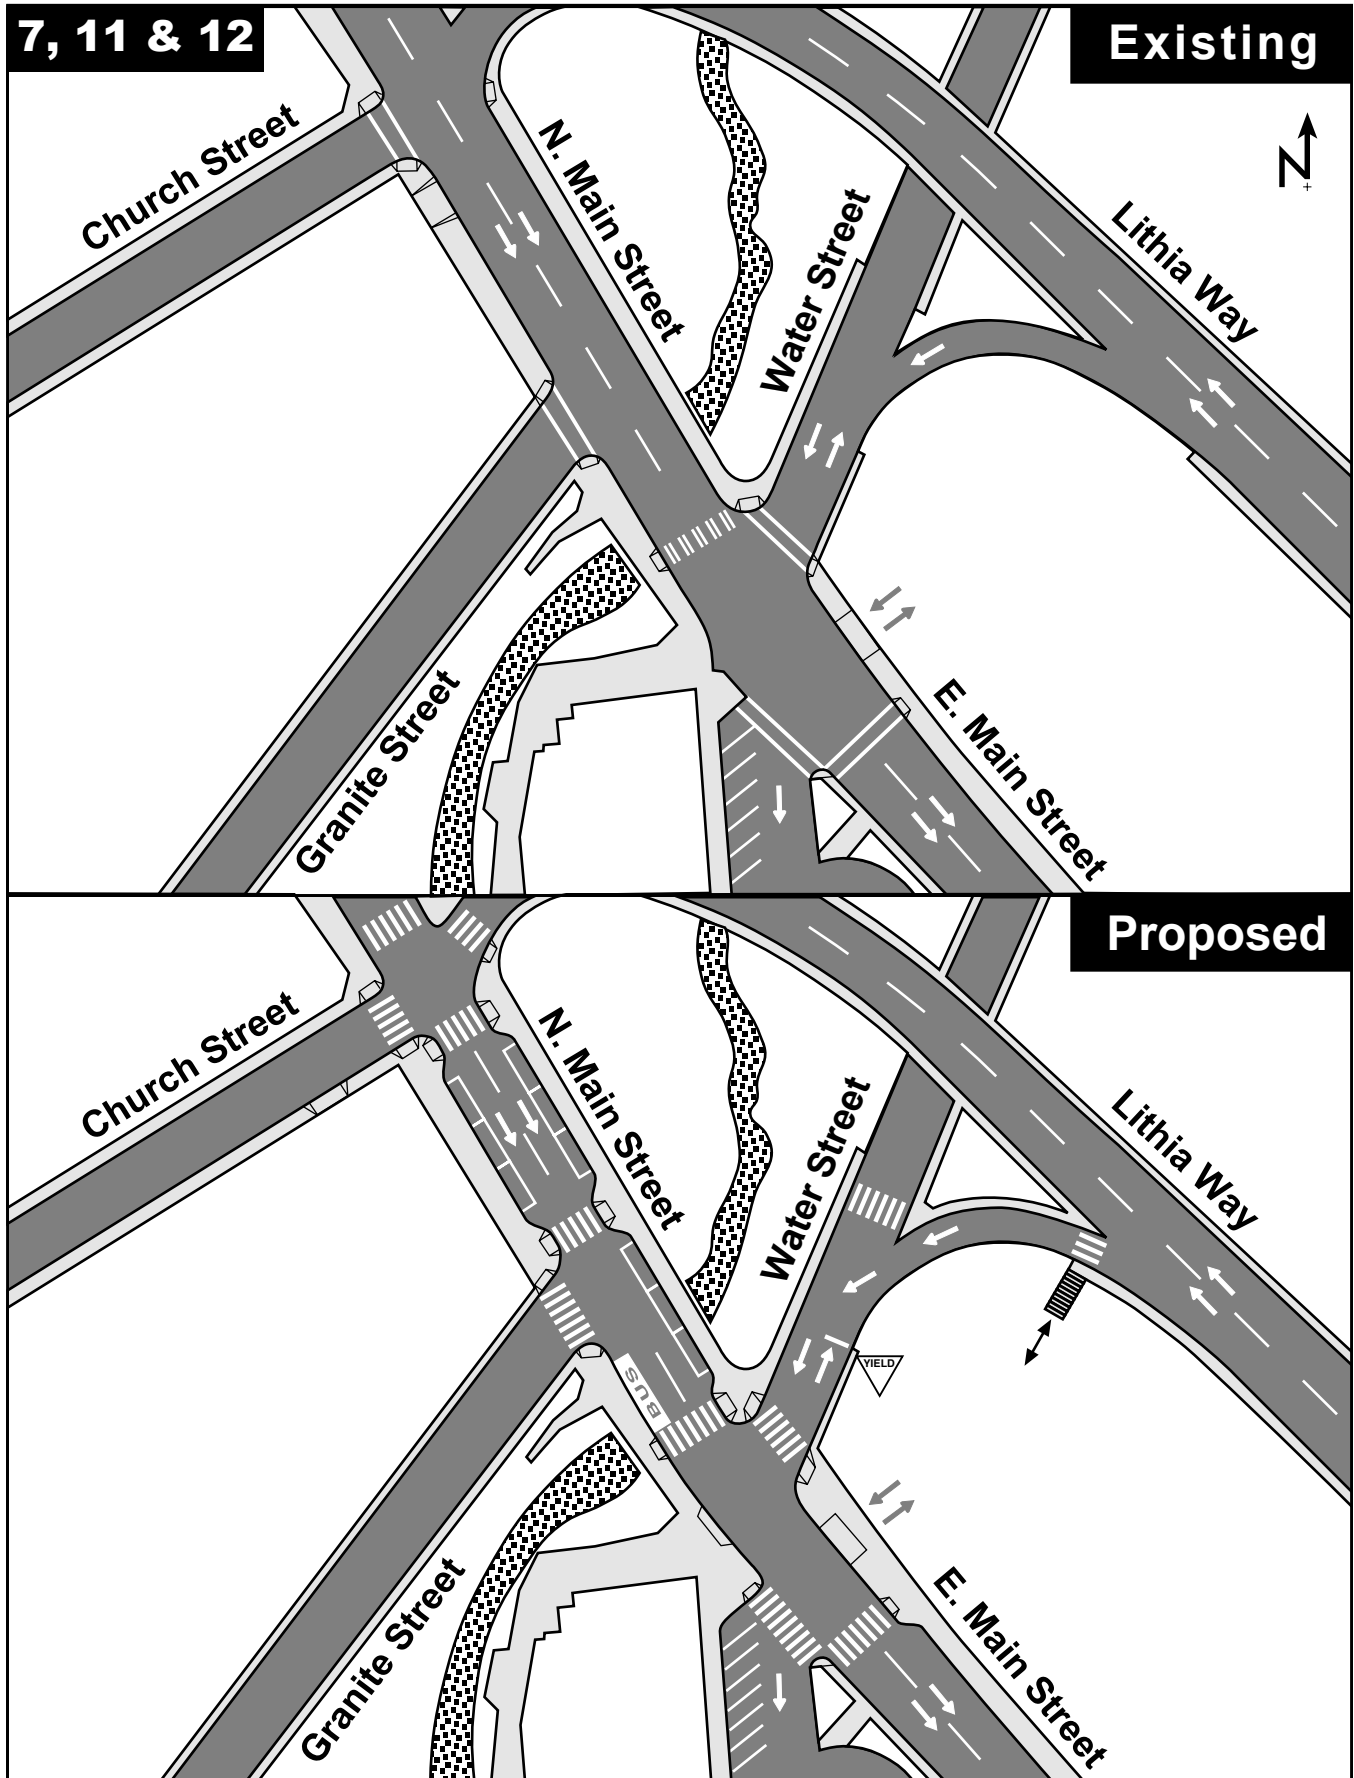 7, 11 & 12
Existing
N
Church Street
N. Main Street
Water Street
Lithia Way
Granite Street
E. Main Street
Proposed
Church Street
N. Main Street
Water Street
Lithia Way
YIELD
BUS
Granite Street
E. Main Street